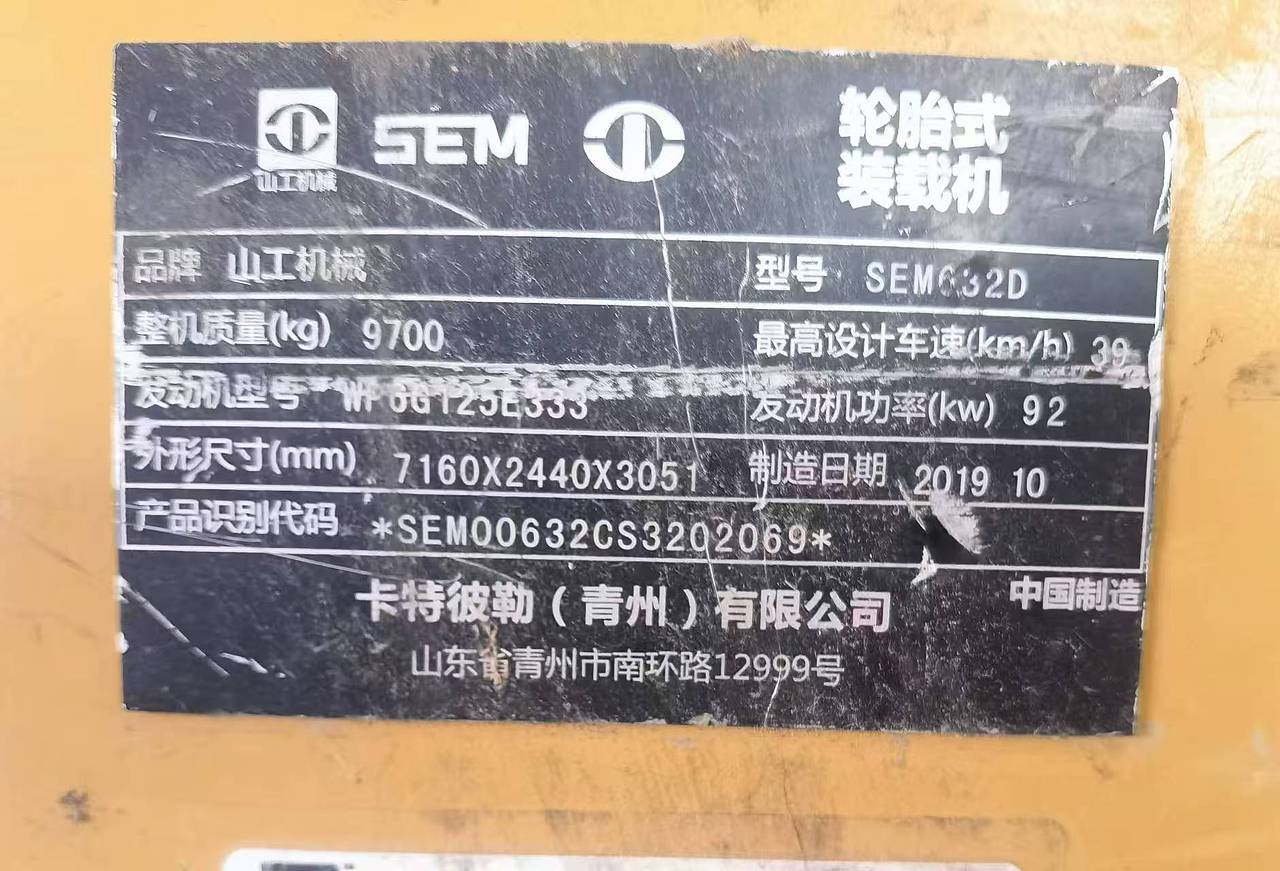 山工机械 SEM 轮胎式
装载机
品牌 山工机械 型号 SEM632D
整机质量(kg) 9700 最高设计车速(km/h) 39
发动机型号 WP6G125E333 发动机功率(kw) 92
外形尺寸(mm) 7160X2440X3051 制造日期 2019 10
产品识别代码 *SEM00632CS3202069*
卡特彼勒（青州）有限公司 中国制造
山东省青州市南环路12999号